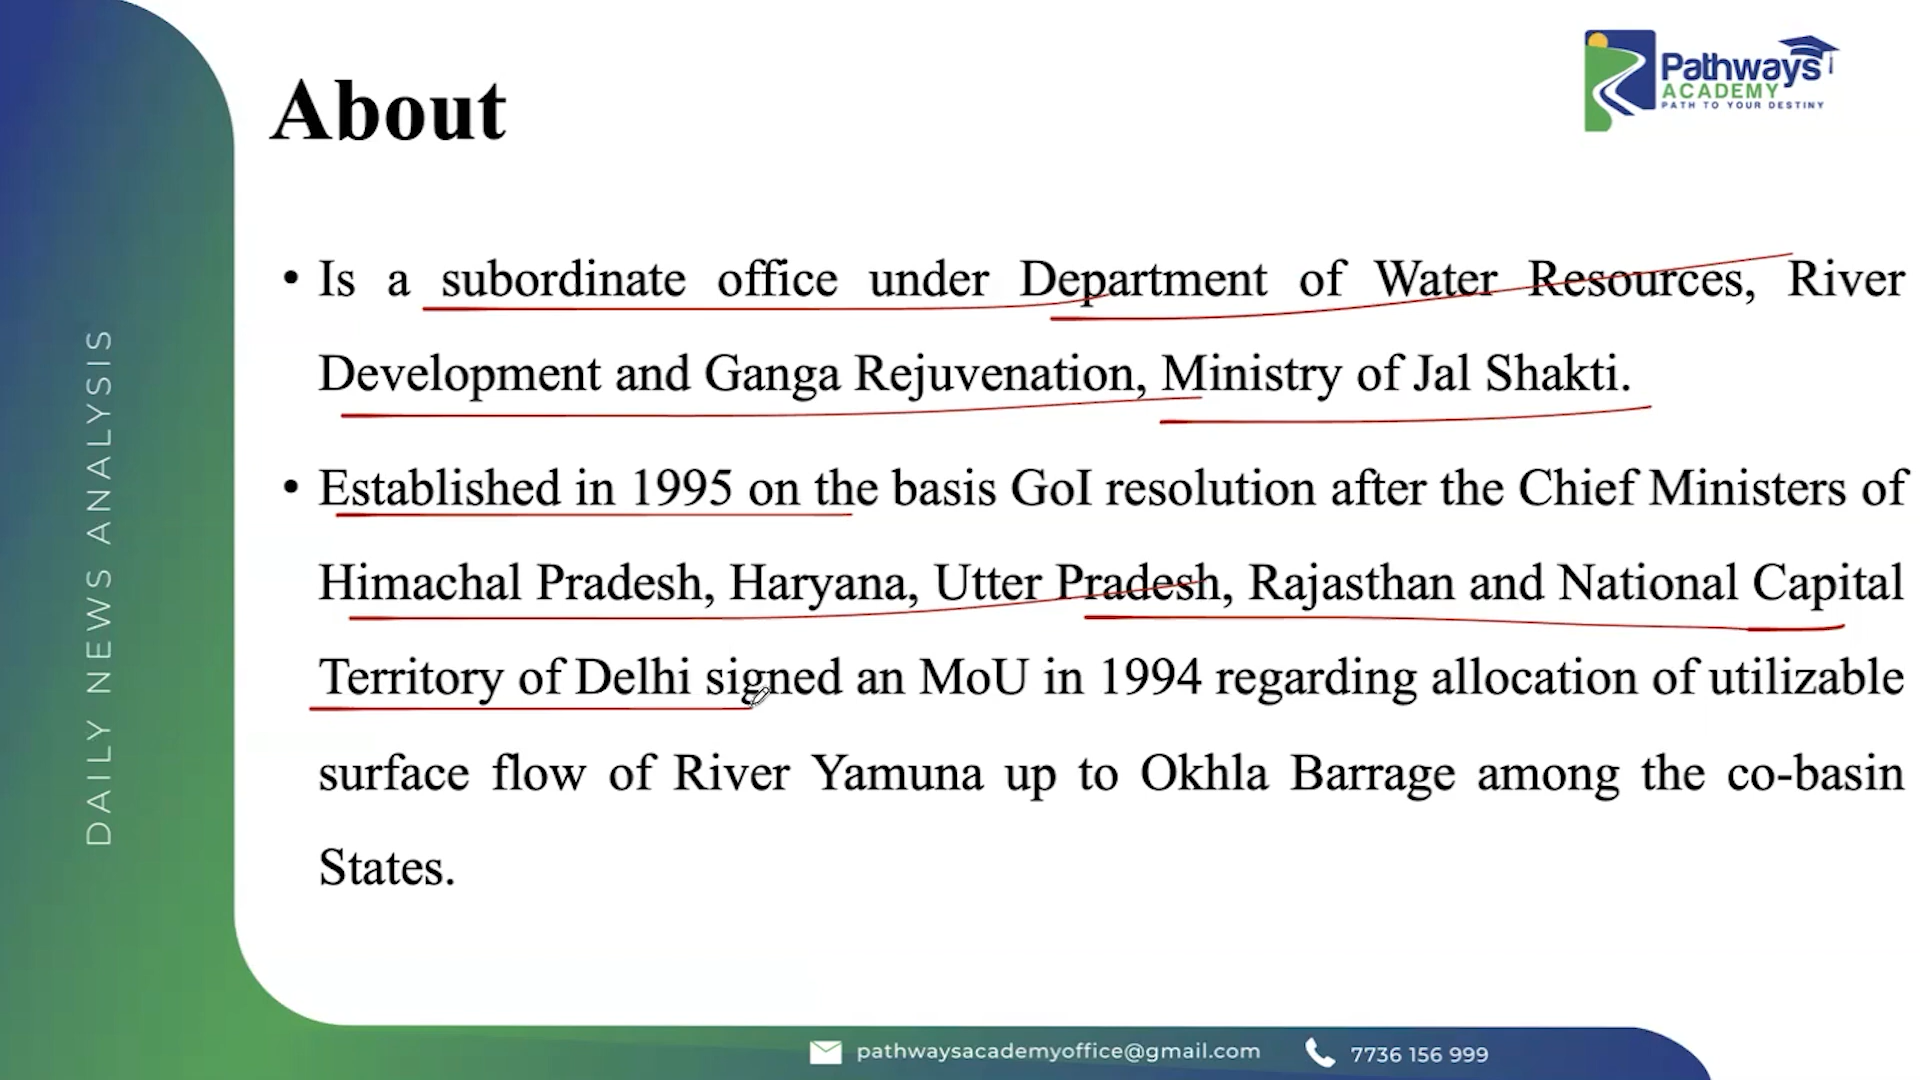 About
Pathways
ACADEMY
PATH TO YOUR DESTINY
• Is a subordinate office under Department of Water Resources, River
Development and Ganga Rejuvenation, Ministry of Jal Shakti.
• Established in 1995 on the basis GoI resolution after the Chief Ministers of
Himachal Pradesh, Haryana, Utter Pradesh, Rajasthan and National Capital
Territory of Delhi signed an MoU in 1994 regarding allocation of utilizable
surface flow of River Yamuna up to Okhla Barrage among the co-basin
States.
DAILY NEWS ANALYSIS
pathwaysacademyoffice@gmail.com
7736 156 999